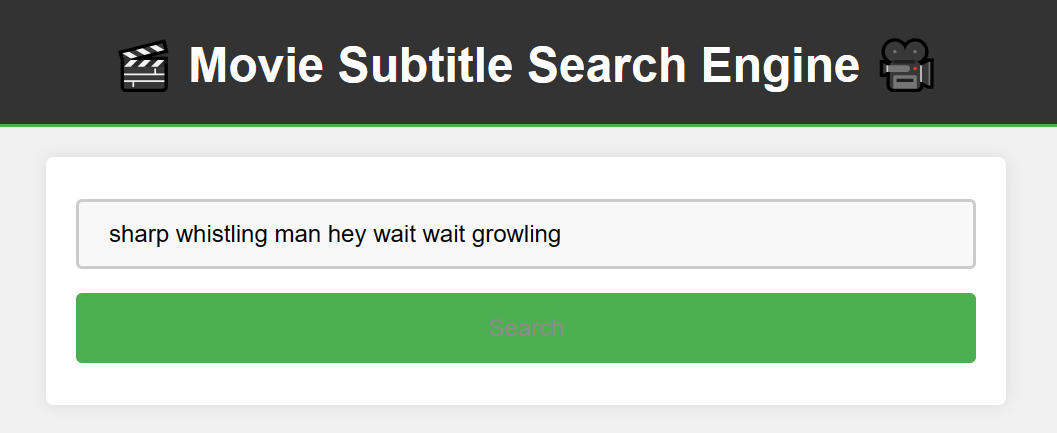 🎬 Movie Subtitle Search Engine 🎥
sharp whistling man hey wait wait growling
Search